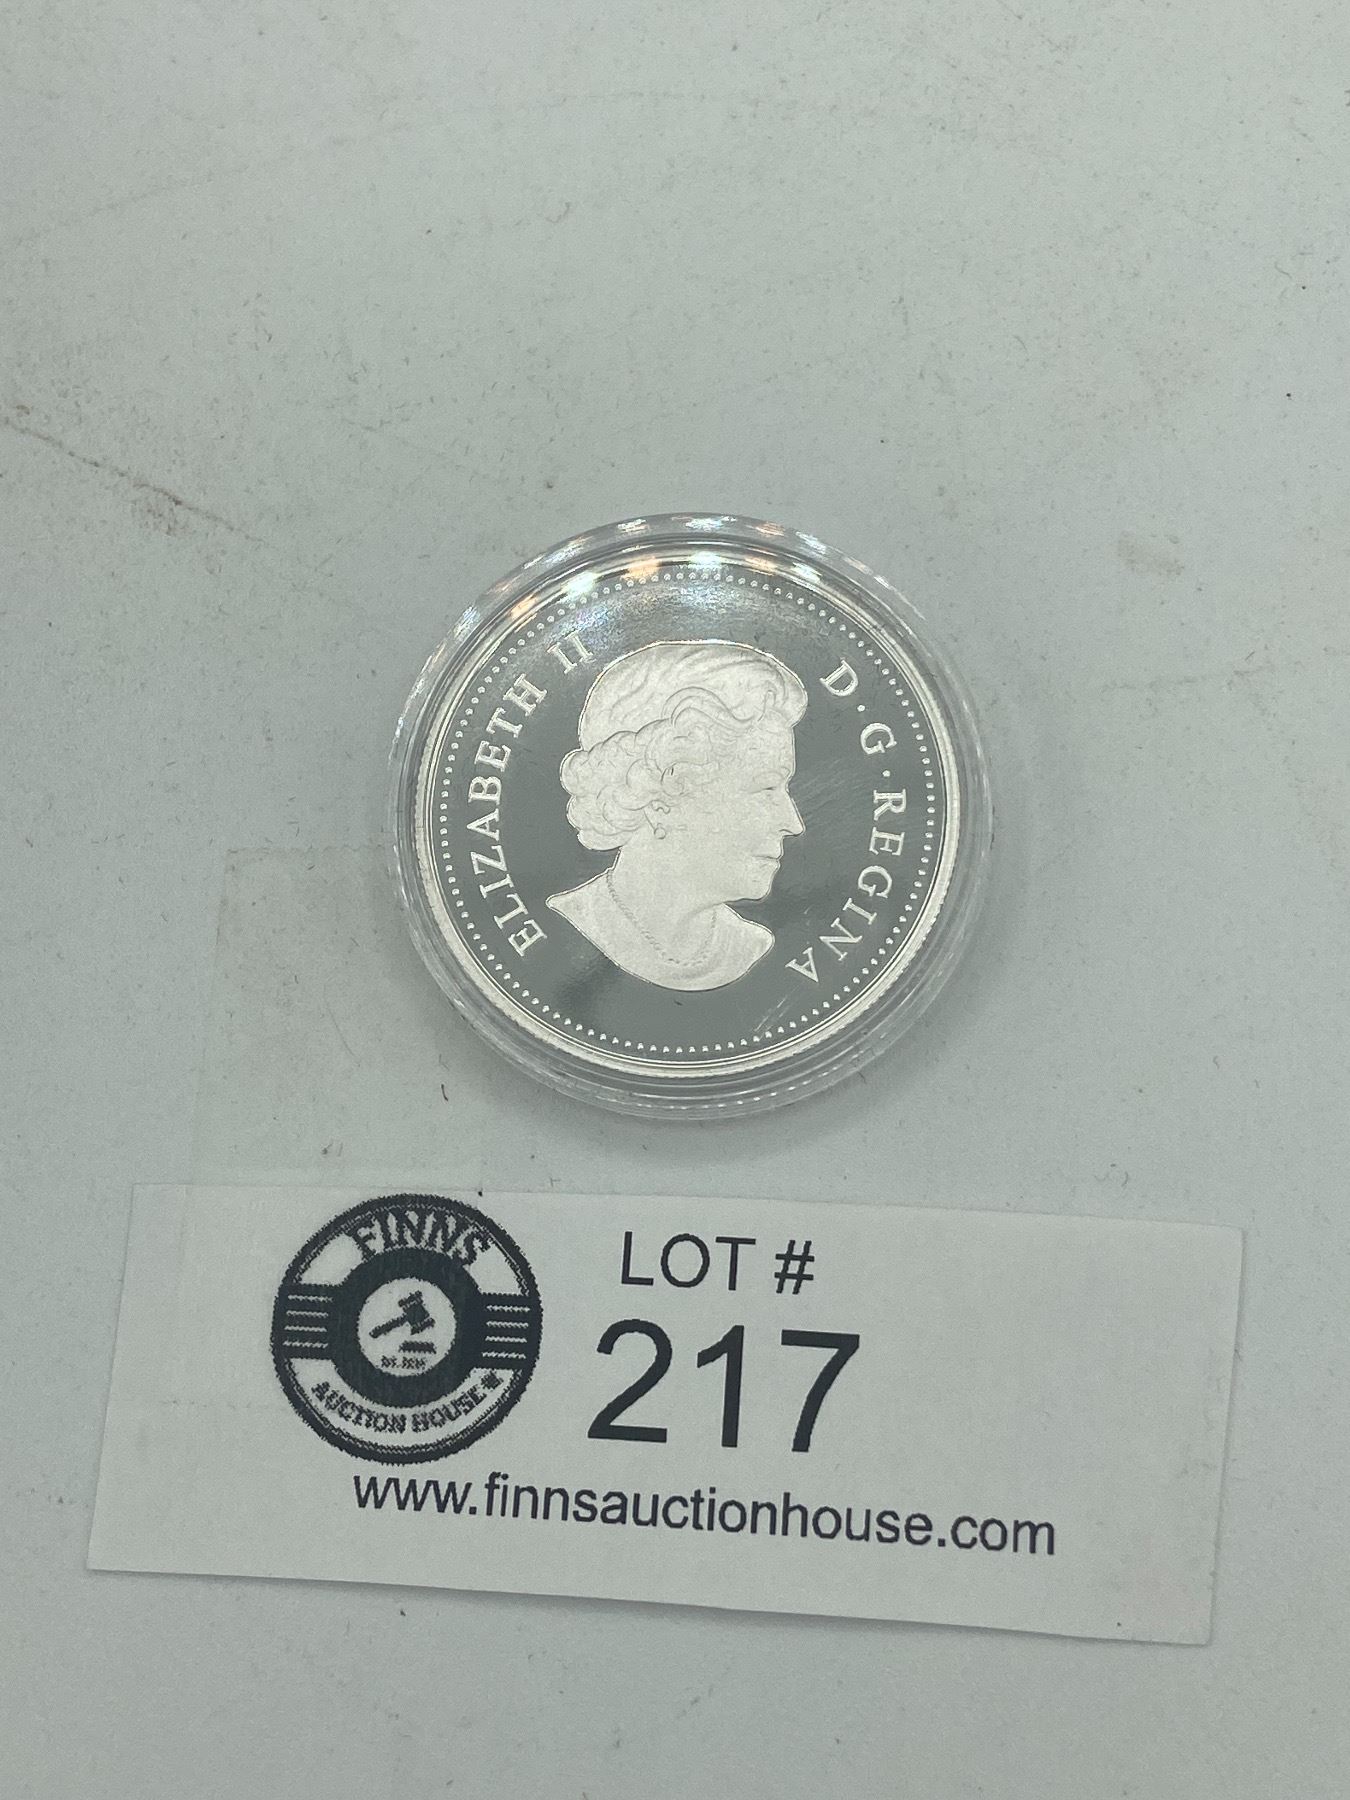 ELIZABETH II D·G·REGINA
FINNS
AUCTION HOUSE
LOT #
217
www.finnsauctionhouse.com